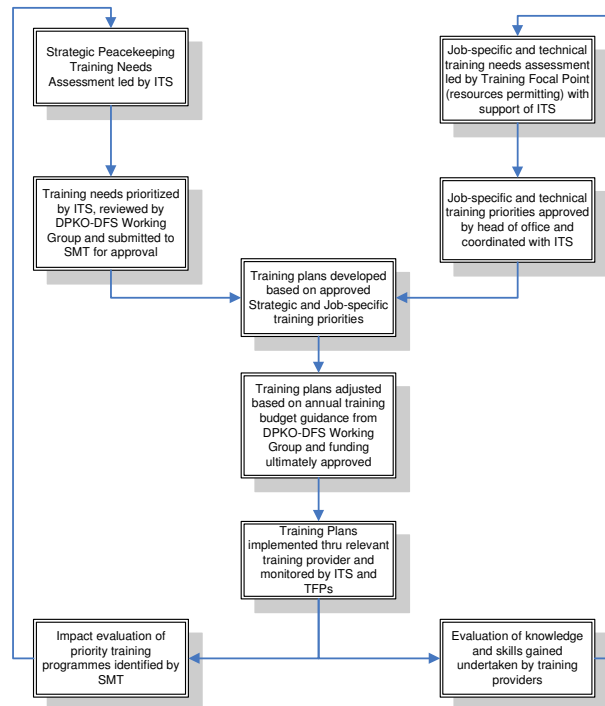 Strategic Peacekeeping
Training Needs
Assessment led by ITS
Job-specific and technical
training needs assessment
led by Training Focal Point
(resources permitting) with
support of ITS
Training needs prioritized
by ITS, reviewed by
DPKO-DFS Working
Group and submitted to
SMT for approval
Job-specific and technical
training priorities approved
by head of office and
coordinated with ITS
Training plans developed
based on approved
Strategic and Job-specific
training priorities
Training plans adjusted
based on annual training
budget guidance from
DPKO-DFS Working
Group and funding
ultimately approved
Training Plans
implemented thru relevant
training provider and
monitored by ITS and
TFPs
Impact evaluation of
priority training
programmes identified by
SMT
Evaluation of knowledge
and skills gained
undertaken by training
providers